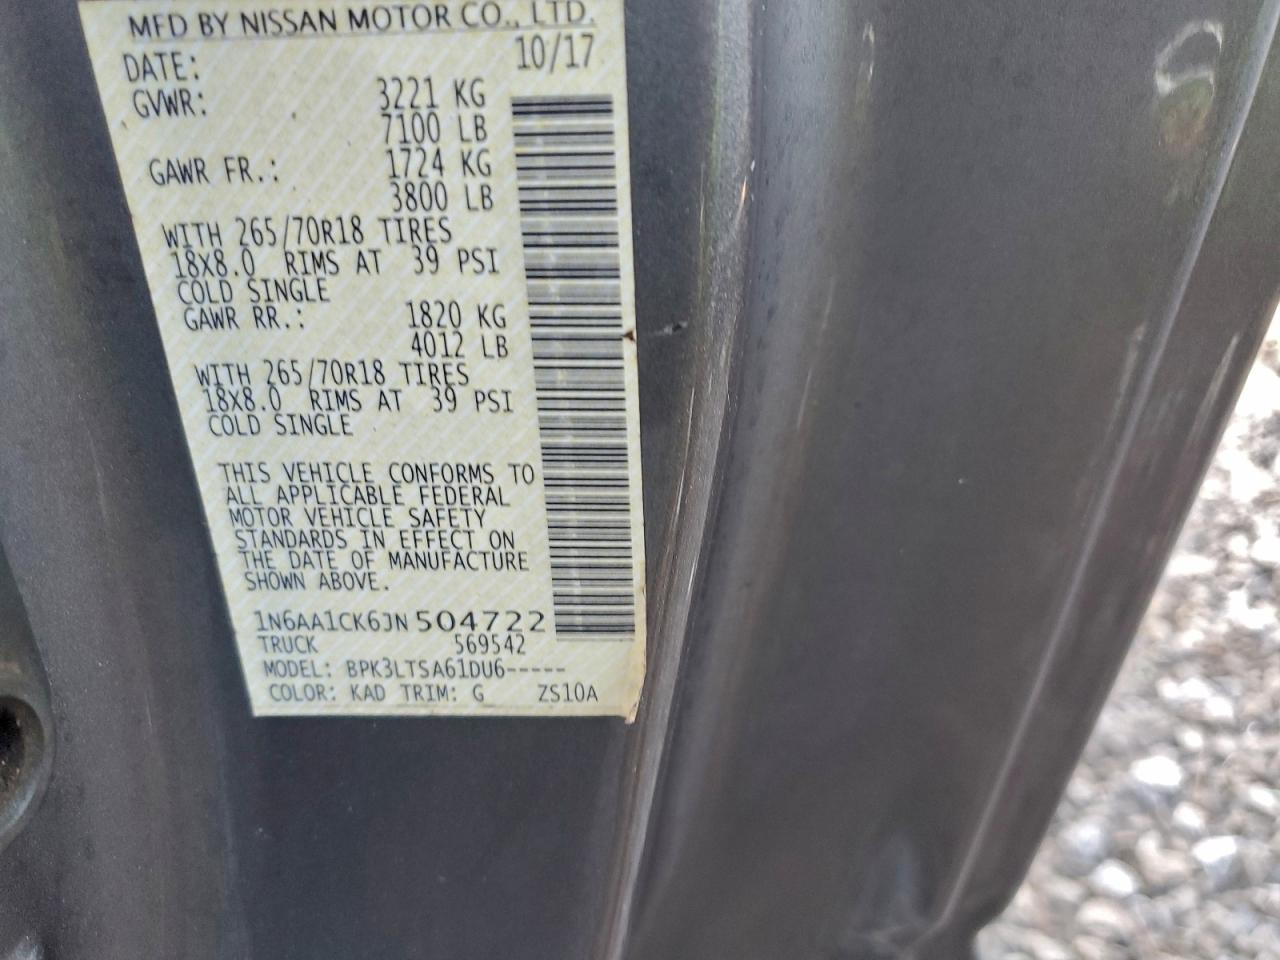 MFD BY NISSAN MOTOR CO., LTD.
DATE: 10/17
GVWR: 3221 KG
7100 LB
GAWR FR.: 1724 KG
3800 LB
WITH 265/70R18 TIRES
18X8.0 RIMS AT 39 PSI
COLD SINGLE
GAWR RR.: 1820 KG
4012 LB
WITH 265/70R18 TIRES
18X8.0 RIMS AT 39 PSI
COLD SINGLE
THIS VEHICLE CONFORMS TO
ALL APPLICABLE FEDERAL
MOTOR VEHICLE SAFETY
STANDARDS IN EFFECT ON
THE DATE OF MANUFACTURE
SHOWN ABOVE.
1N6AA1CK6JN504722
TRUCK 569542
MODEL: BPK3LTSA61DU6-----
COLOR: KAD TRIM: G ZS10A